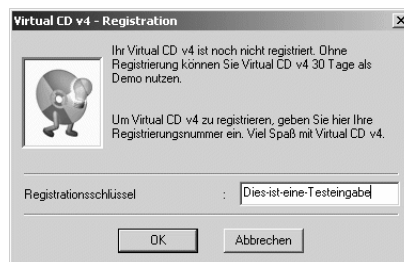 Virtual CD v4 - Registration
Ihr Virtual CD v4 ist noch nicht registriert. Ohne
Registrierung können Sie Virtual CD v4 30 Tage als
Demo nutzen.
Um Virtual CD v4 zu registrieren, geben Sie hier Ihre
Registrierungsnummer ein. Viel Spaß mit Virtual CD v4.
Registrationsschlüssel : Dies-ist-eine-Testeingabe
OK Abbrechen